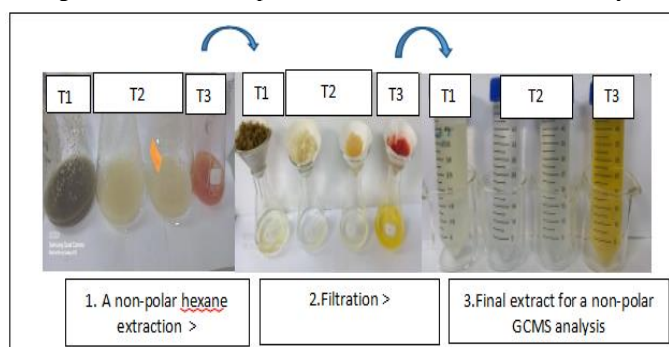 T1
T2
T3
T1
T2
T3
T1
T2
T3
1. A non-polar hexane
extraction >
2.Filtration >
3.Final extract for a non-polar
GCMS analysis